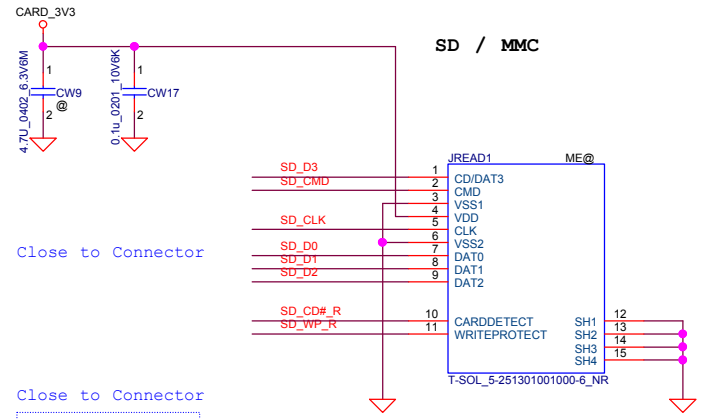 CARD_3V3
SD / MMC
4.7U_0402_6.3V6M
1
CW9
@
2
0.1u_0201_10V6K
1
CW17
2
JREAD1 ME@
SD_D3 1 CD/DAT3
SD_CMD 2 CMD
3 VSS1
4 VDD
SD_CLK 5 CLK
6 VSS2
SD_D0 7 DAT0
SD_D1 8 DAT1
SD_D2 9 DAT2
Close to Connector
SD_CD#_R 10 CARDDETECT SH1 12
SD_WP_R 11 WRITEPROTECT SH2 13
SH3 14
SH4 15
T-SOL_5-251301001000-6_NR
Close to Connector